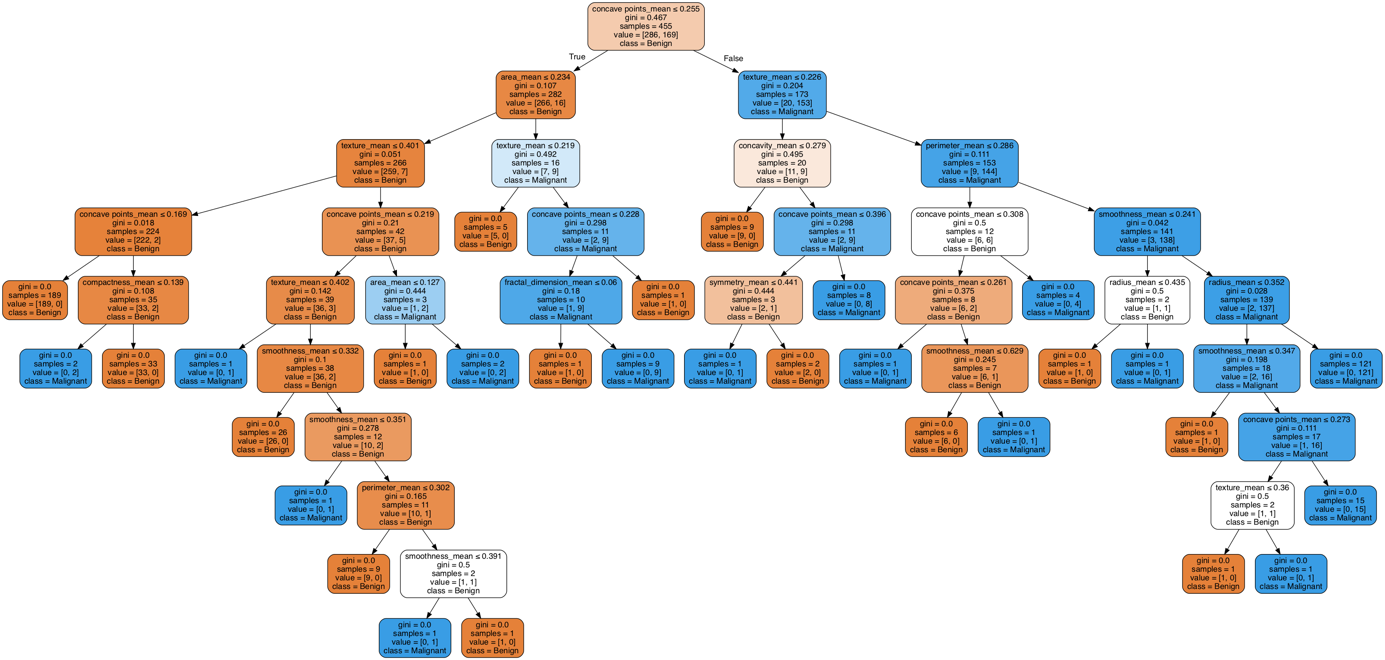 concave points_mean ≤ 0.255
gini = 0.467
samples = 455
value = [286, 169]
class = Benign
True
False
area_mean ≤ 0.234
gini = 0.107
samples = 282
value = [266, 16]
class = Benign
texture_mean ≤ 0.226
gini = 0.204
samples = 173
value = [20, 153]
class = Malignant
texture_mean ≤ 0.401
gini = 0.051
samples = 266
value = [259, 7]
class = Benign
texture_mean ≤ 0.219
gini = 0.492
samples = 16
value = [7, 9]
class = Malignant
concavity_mean ≤ 0.279
gini = 0.495
samples = 20
value = [11, 9]
class = Benign
perimeter_mean ≤ 0.286
gini = 0.111
samples = 153
value = [9, 144]
class = Malignant
concave points_mean ≤ 0.169
gini = 0.018
samples = 224
value = [222, 2]
class = Benign
concave points_mean ≤ 0.219
gini = 0.21
samples = 42
value = [37, 5]
class = Benign
gini = 0.0
samples = 5
value = [5, 0]
class = Benign
concave points_mean ≤ 0.228
gini = 0.298
samples = 11
value = [2, 9]
class = Malignant
gini = 0.0
samples = 9
value = [9, 0]
class = Benign
concave points_mean ≤ 0.396
gini = 0.298
samples = 11
value = [2, 9]
class = Malignant
concave points_mean ≤ 0.308
gini = 0.5
samples = 12
value = [6, 6]
class = Benign
smoothness_mean ≤ 0.241
gini = 0.042
samples = 141
value = [3, 138]
class = Malignant
gini = 0.0
samples = 189
value = [189, 0]
class = Benign
compactness_mean ≤ 0.139
gini = 0.108
samples = 35
value = [33, 2]
class = Benign
texture_mean ≤ 0.402
gini = 0.142
samples = 39
value = [36, 3]
class = Benign
area_mean ≤ 0.127
gini = 0.444
samples = 3
value = [1, 2]
class = Malignant
fractal_dimension_mean ≤ 0.06
gini = 0.18
samples = 10
value = [1, 9]
class = Malignant
gini = 0.0
samples = 1
value = [1, 0]
class = Benign
symmetry_mean ≤ 0.441
gini = 0.444
samples = 3
value = [2, 1]
class = Benign
gini = 0.0
samples = 8
value = [0, 8]
class = Malignant
concave points_mean ≤ 0.261
gini = 0.375
samples = 8
value = [6, 2]
class = Benign
gini = 0.0
samples = 4
value = [0, 4]
class = Malignant
radius_mean ≤ 0.435
gini = 0.5
samples = 2
value = [1, 1]
class = Benign
radius_mean ≤ 0.352
gini = 0.028
samples = 139
value = [2, 137]
class = Malignant
gini = 0.0
samples = 2
value = [0, 2]
class = Malignant
gini = 0.0
samples = 33
value = [33, 0]
class = Benign
gini = 0.0
samples = 1
value = [0, 1]
class = Malignant
smoothness_mean ≤ 0.332
gini = 0.1
samples = 38
value = [36, 2]
class = Benign
gini = 0.0
samples = 1
value = [1, 0]
class = Benign
gini = 0.0
samples = 2
value = [0, 2]
class = Malignant
gini = 0.0
samples = 1
value = [1, 0]
class = Benign
gini = 0.0
samples = 9
value = [0, 9]
class = Malignant
gini = 0.0
samples = 1
value = [0, 1]
class = Malignant
gini = 0.0
samples = 2
value = [2, 0]
class = Benign
gini = 0.0
samples = 1
value = [0, 1]
class = Malignant
smoothness_mean ≤ 0.629
gini = 0.245
samples = 7
value = [6, 1]
class = Benign
gini = 0.0
samples = 1
value = [1, 0]
class = Benign
gini = 0.0
samples = 1
value = [0, 1]
class = Malignant
smoothness_mean ≤ 0.347
gini = 0.198
samples = 18
value = [2, 16]
class = Malignant
gini = 0.0
samples = 121
value = [0, 121]
class = Malignant
gini = 0.0
samples = 26
value = [26, 0]
class = Benign
smoothness_mean ≤ 0.351
gini = 0.278
samples = 12
value = [10, 2]
class = Benign
gini = 0.0
samples = 6
value = [6, 0]
class = Benign
gini = 0.0
samples = 1
value = [0, 1]
class = Malignant
gini = 0.0
samples = 1
value = [1, 0]
class = Benign
concave points_mean ≤ 0.273
gini = 0.111
samples = 17
value = [1, 16]
class = Malignant
gini = 0.0
samples = 1
value = [0, 1]
class = Malignant
perimeter_mean ≤ 0.302
gini = 0.165
samples = 11
value = [10, 1]
class = Benign
texture_mean ≤ 0.36
gini = 0.5
samples = 2
value = [1, 1]
class = Benign
gini = 0.0
samples = 15
value = [0, 15]
class = Malignant
gini = 0.0
samples = 9
value = [9, 0]
class = Benign
smoothness_mean ≤ 0.391
gini = 0.5
samples = 2
value = [1, 1]
class = Benign
gini = 0.0
samples = 1
value = [1, 0]
class = Benign
gini = 0.0
samples = 1
value = [0, 1]
class = Malignant
gini = 0.0
samples = 1
value = [0, 1]
class = Malignant
gini = 0.0
samples = 1
value = [1, 0]
class = Benign